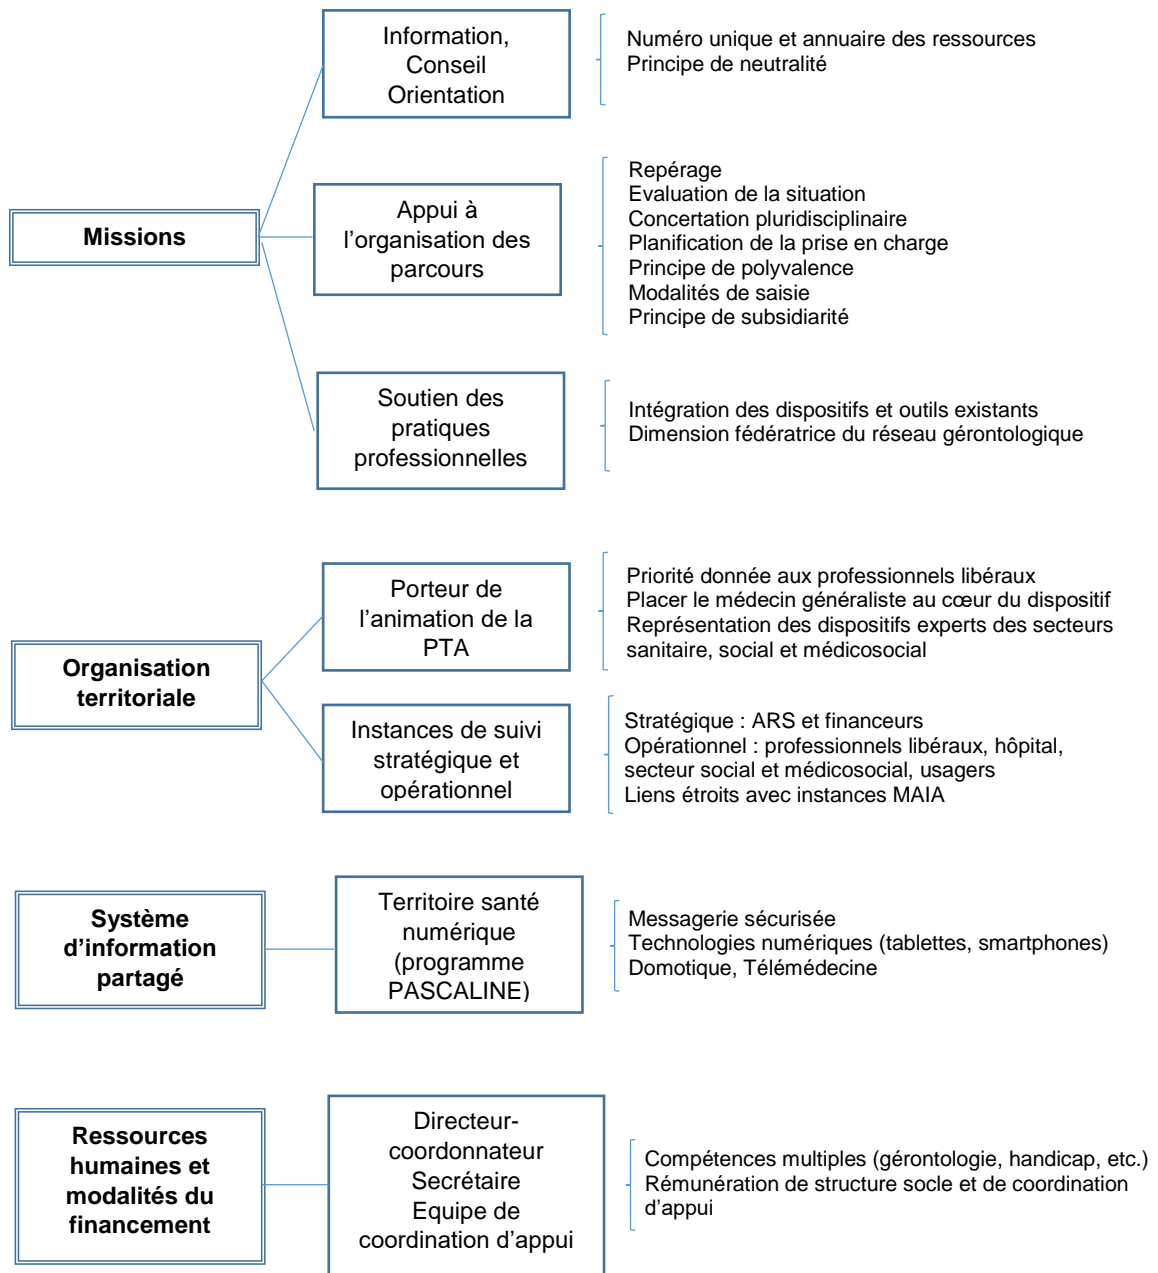 Missions
Information,
Conseil
Orientation
Numéro unique et annuaire des ressources
Principe de neutralité
Appui à
l’organisation des
parcours
Repérage
Evaluation de la situation
Concertation pluridisciplinaire
Planification de la prise en charge
Principe de polyvalence
Modalités de saisie
Principe de subsidiarité
Soutien des
pratiques
professionnelles
Intégration des dispositifs et outils existants
Dimension fédératrice du réseau gérontologique
Organisation
territoriale
Porteur de
l’animation de la
PTA
Priorité donnée aux professionnels libéraux
Placer le médecin généraliste au cœur du dispositif
Représentation des dispositifs experts des secteurs
sanitaire, social et médicosocial
Instances de suivi
stratégique et
opérationnel
Stratégique : ARS et financeurs
Opérationnel : professionnels libéraux, hôpital,
secteur social et médicosocial, usagers
Liens étroits avec instances MAIA
Système
d’information
partagé
Territoire santé
numérique
(programme
PASCALINE)
Messagerie sécurisée
Technologies numériques (tablettes, smartphones)
Domotique, Télémédecine
Ressources
humaines et
modalités du
financement
Directeur-
coordonnateur
Secrétaire
Equipe de
coordination d’appui
Compétences multiples (gérontologie, handicap, etc.)
Rémunération de structure socle et de coordination
d’appui